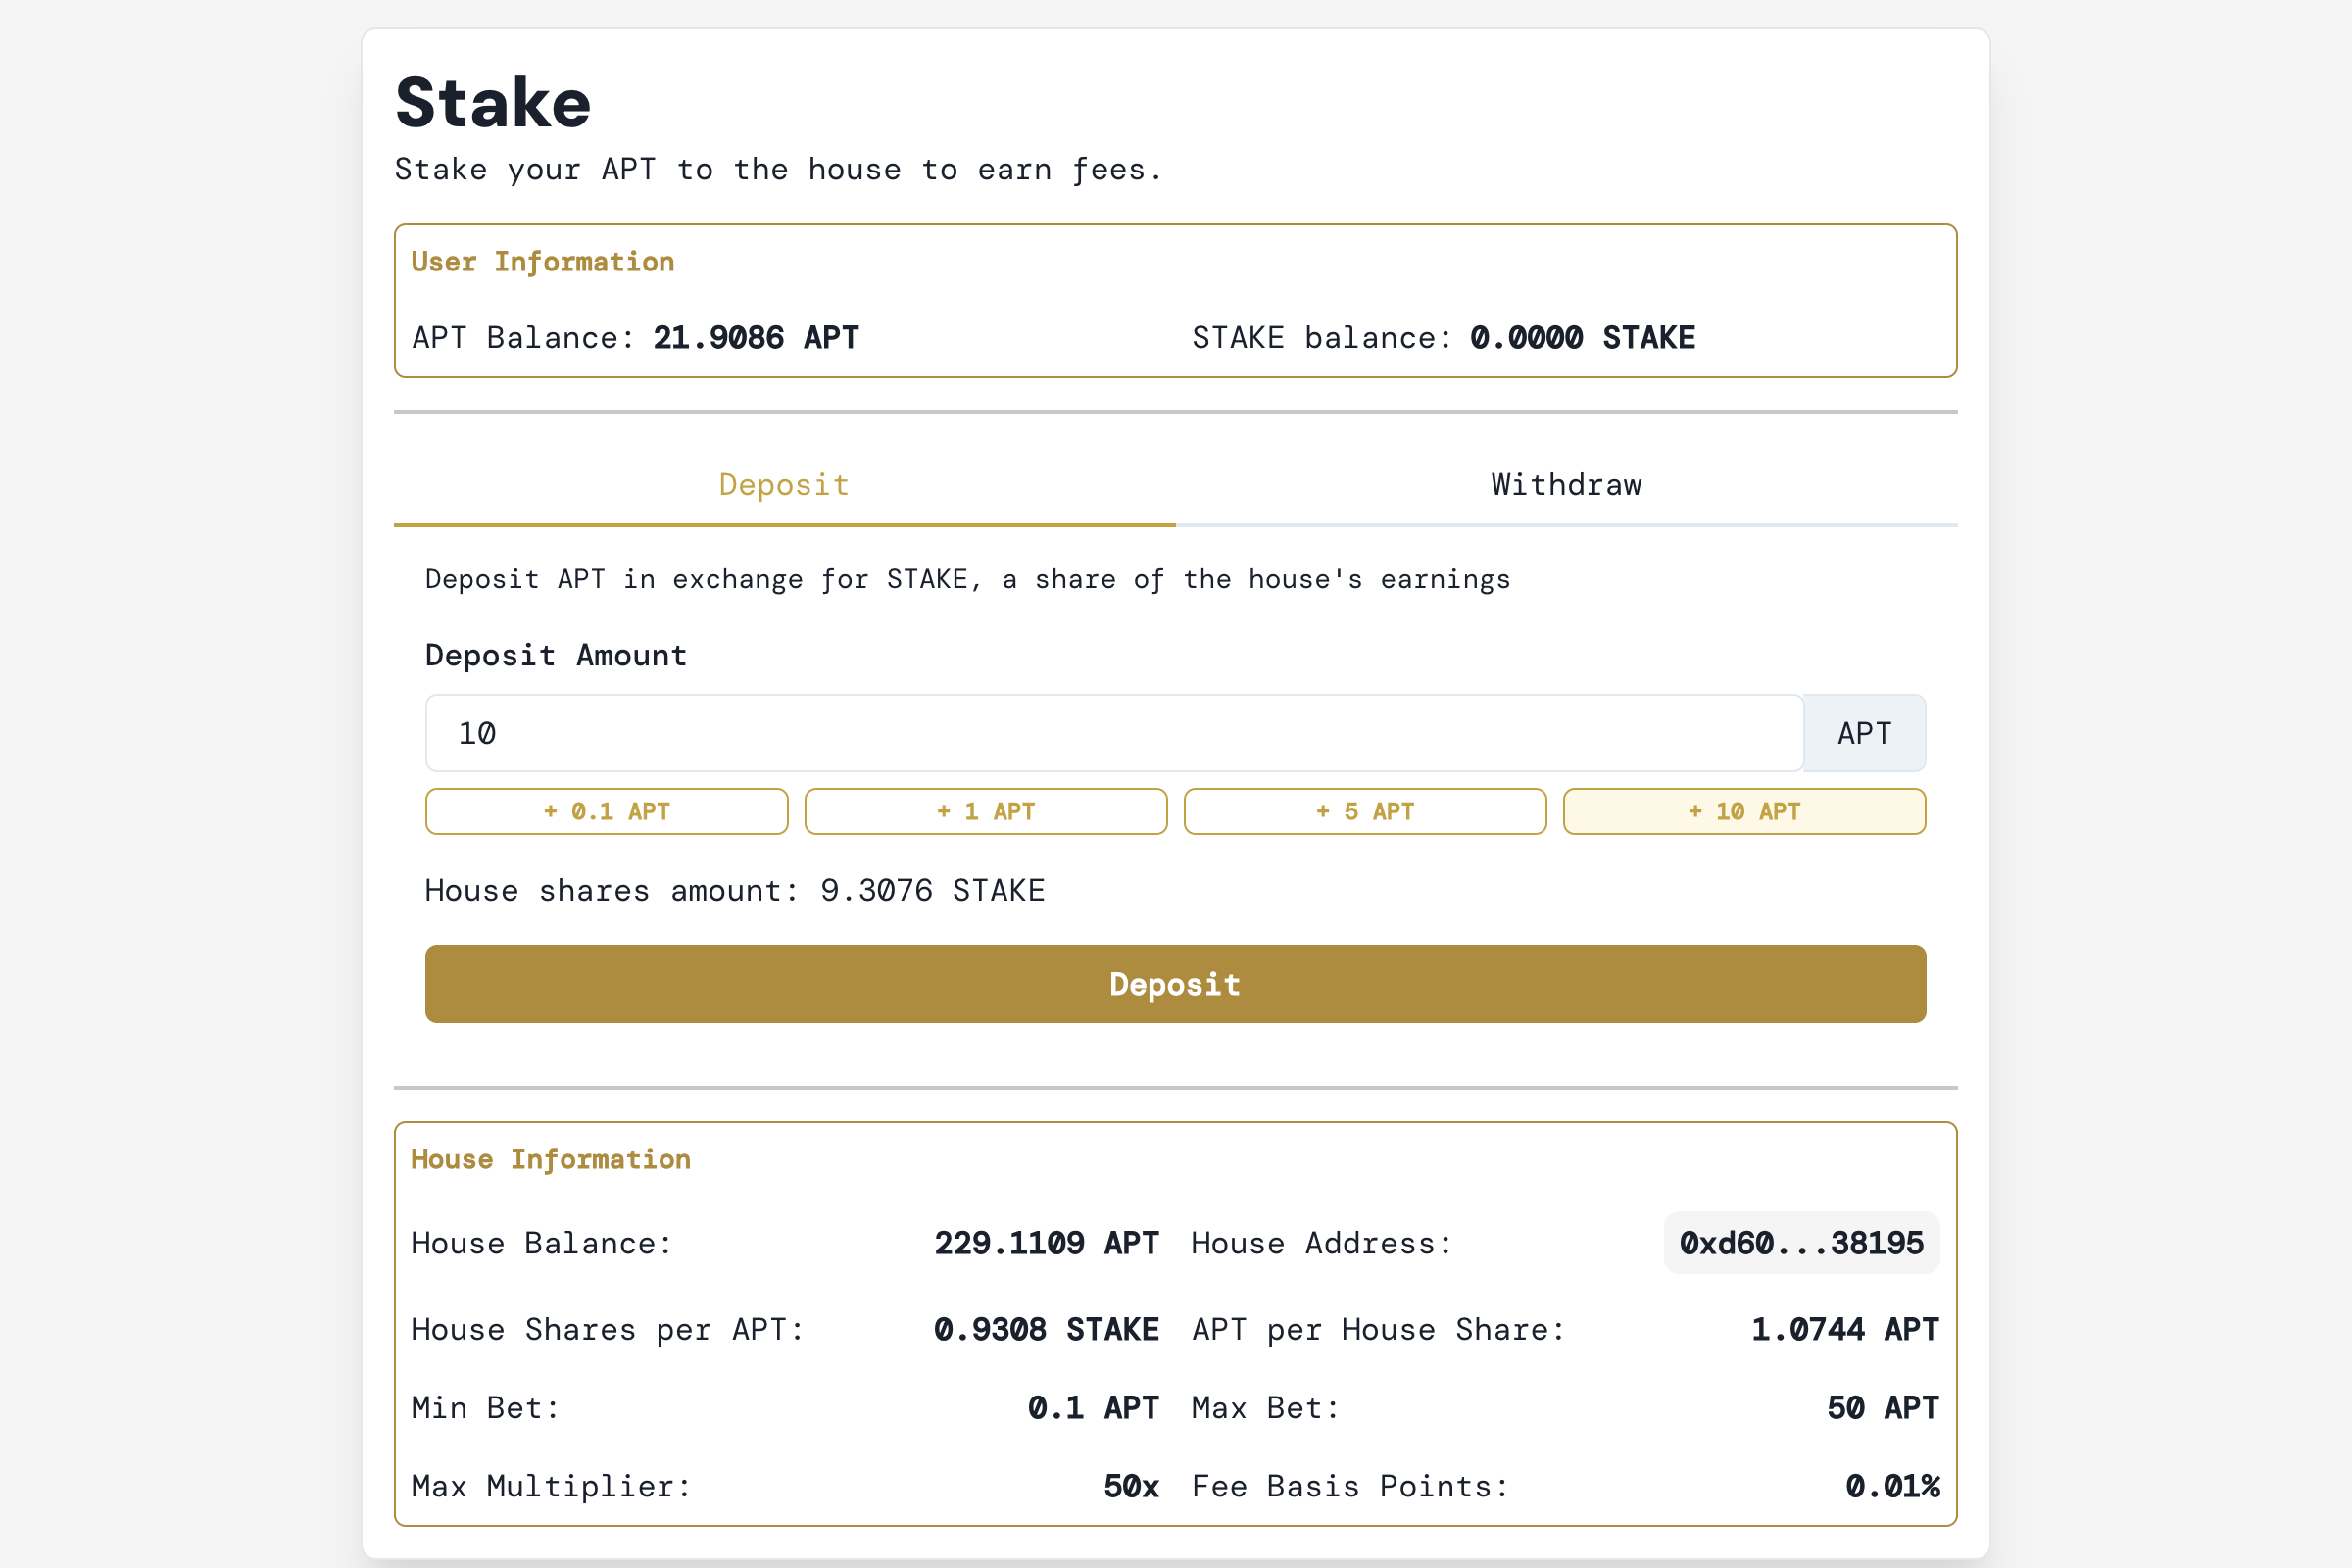 Stake
Stake your APT to the house to earn fees.
User Information
APT Balance: 21.9086 APT
STAKE balance: 0.0000 STAKE
Deposit
Withdraw
Deposit APT in exchange for STAKE, a share of the house's earnings
Deposit Amount
10
APT
+ 0.1 APT
+ 1 APT
+ 5 APT
+ 10 APT
House shares amount: 9.3076 STAKE
Deposit
House Information
House Balance: 229.1109 APT
House Address: 0xd60...38195
House Shares per APT: 0.9308 STAKE
APT per House Share: 1.0744 APT
Min Bet: 0.1 APT
Max Bet: 50 APT
Max Multiplier: 50x
Fee Basis Points: 0.01%